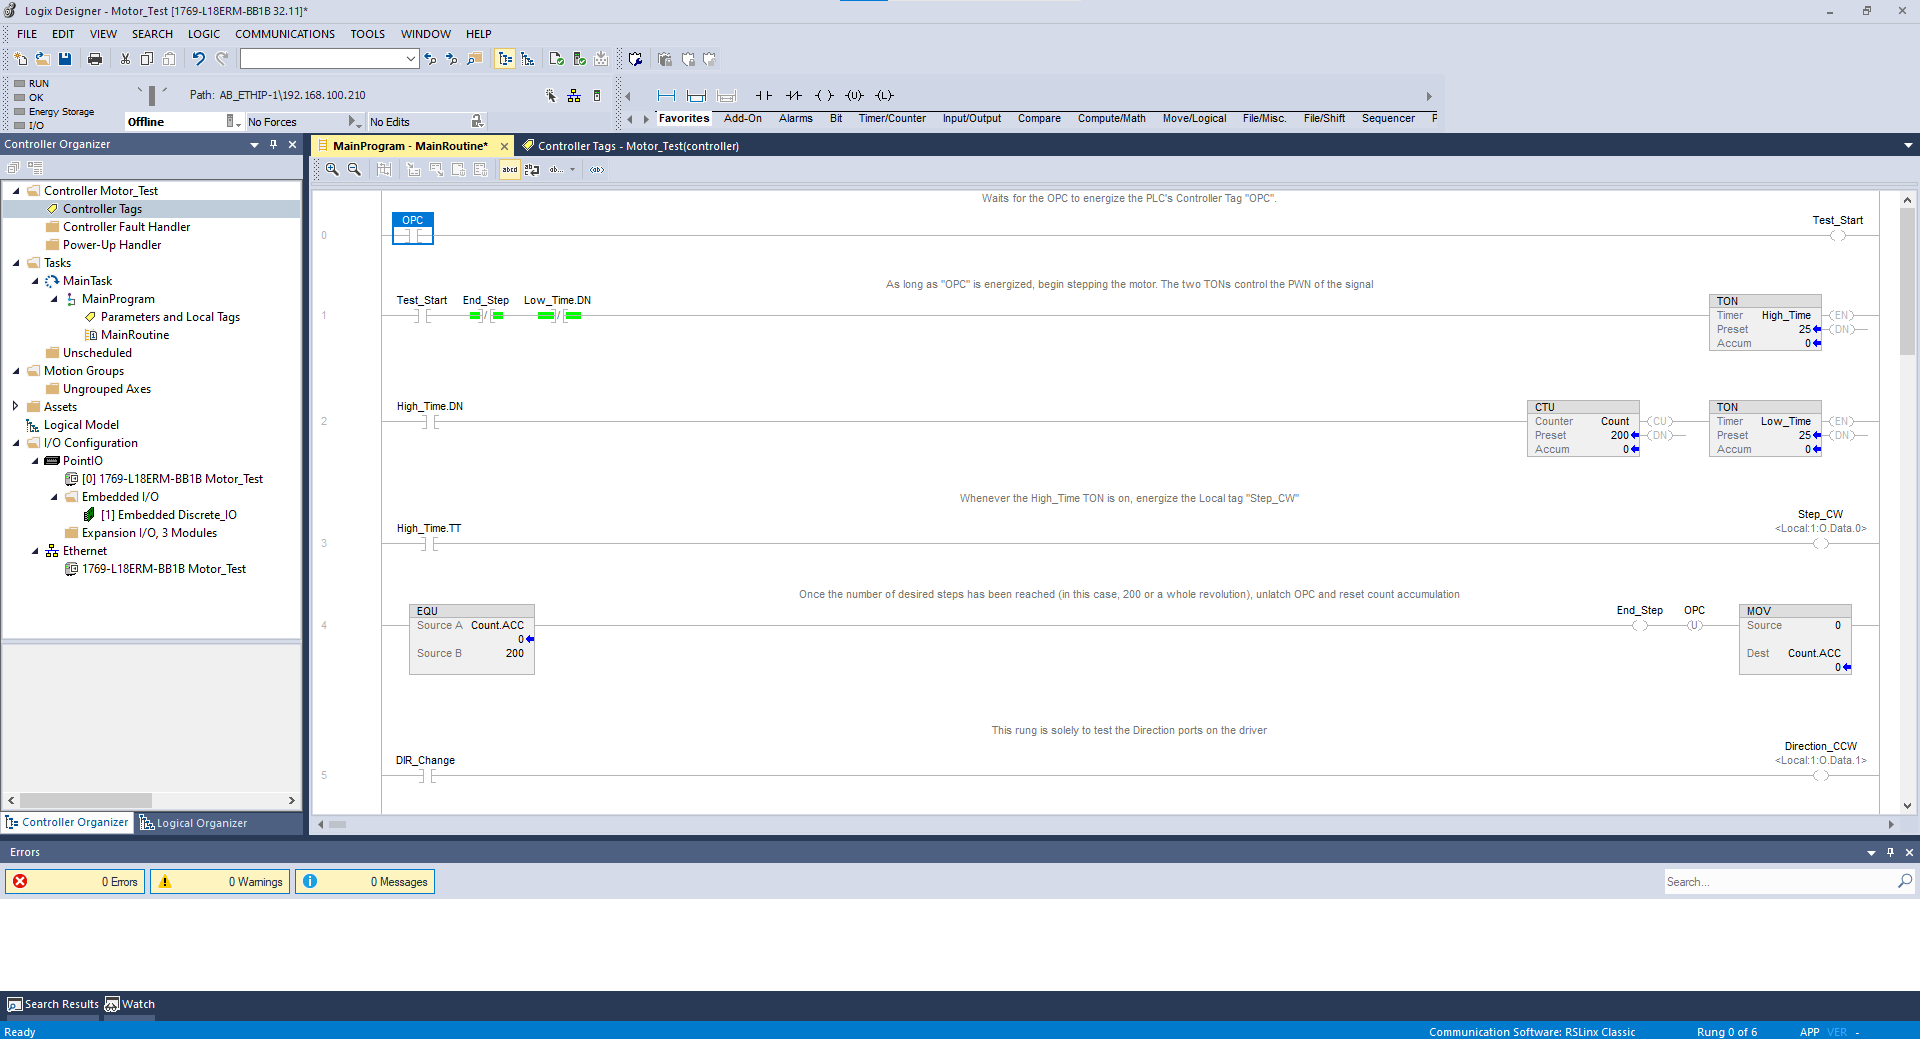 Logix Designer - Motor_Test [1769-L18ERM-BB1B 32.11]*
FILE EDIT VIEW SEARCH LOGIC COMMUNICATIONS TOOLS WINDOW HELP
RUN
OK
Energy Storage
I/O
Path: AB_ETHIP-1\192.168.100.210
Offline
No Forces
No Edits
Favorites Add-On Alarms Bit Timer/Counter Input/Output Compare Compute/Math Move/Logical File/Misc. File/Shift Sequencer P
Controller Organizer
Controller Motor_Test
Controller Tags
Controller Fault Handler
Power-Up Handler
Tasks
MainTask
MainProgram
Parameters and Local Tags
MainRoutine
Unscheduled
Motion Groups
Ungrouped Axes
Assets
Logical Model
I/O Configuration
PointIO
[0] 1769-L18ERM-BB1B Motor_Test
Embedded I/O
[1] Embedded Discrete_IO
Expansion I/O, 3 Modules
Ethernet
1769-L18ERM-BB1B Motor_Test
Controller Organizer
Logical Organizer
MainProgram - MainRoutine*
Controller Tags - Motor_Test(controller)
abcd
ab...
Waits for the OPC to energize the PLC's Controller Tag "OPC".
OPC
Test_Start
0
As long as "OPC" is energized, begin stepping the motor. The two TONs control the PWN of the signal
Test_Start End_Step Low_Time.DN
1
TON
Timer High_Time
Preset 25
Accum 0
(EN)
(DN)
High_Time.DN
2
CTU
Counter Count
Preset 200
Accum 0
(CU)
(DN)
TON
Timer Low_Time
Preset 25
Accum 0
(EN)
(DN)
Whenever the High_Time TON is on, energize the Local tag "Step_CW"
High_Time.TT
Step_CW
<Local:1:O.Data.0>
3
Once the number of desired steps has been reached (in this case, 200 or a whole revolution), unlatch OPC and reset count accumulation
4
EQU
Source A Count.ACC
0
Source B 200
End_Step
OPC
U
MOV
Source 0
Dest Count.ACC
0
This rung is solely to test the Direction ports on the driver
DIR_Change
Direction_CCW
<Local:1:O.Data.1>
5
Errors
0 Errors
0 Warnings
0 Messages
Search...
Search Results
Watch
Ready
Communication Software: RSLinx Classic
Rung 0 of 6
APP VER -